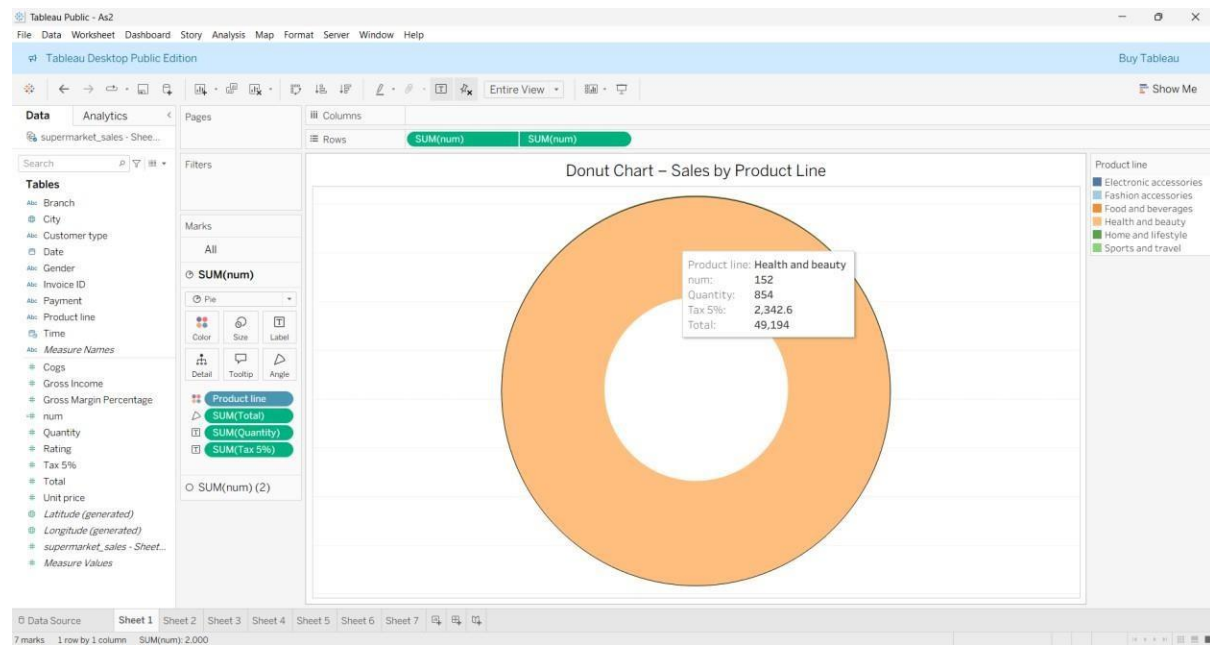 Tableau Public - As2
File Data Worksheet Dashboard Story Analysis Map Format Server Window Help
Tableau Desktop Public Edition
Buy Tableau
Entire View
Show Me
Data Analytics
supermarket_sales - Shee...
Search
Tables
Abc Branch
City
Abc Customer type
Date
Abc Gender
Abc Invoice ID
Abc Payment
Abc Product line
Time
Abc Measure Names
# Cogs
# Gross Income
# Gross Margin Percentage
=# num
# Quantity
# Rating
# Tax 5%
# Total
# Unit price
Latitude (generated)
Longitude (generated)
# supermarket_sales - Sheet...
# Measure Values
Pages
Filters
Marks
All
SUM(num)
Pie
Color Size Label
Detail Tooltip Angle
Product line
SUM(Total)
SUM(Quantity)
SUM(Tax 5%)
SUM(num) (2)
Columns
Rows SUM(num) SUM(num)
Donut Chart – Sales by Product Line
Product line: Health and beauty
num: 152
Quantity: 854
Tax 5%: 2,342.6
Total: 49,194
Product line
Electronic accessories
Fashion accessories
Food and beverages
Health and beauty
Home and lifestyle
Sports and travel
Data Source Sheet 1 Sheet 2 Sheet 3 Sheet 4 Sheet 5 Sheet 6 Sheet 7
7 marks 1 row by 1 column SUM(num): 2,000